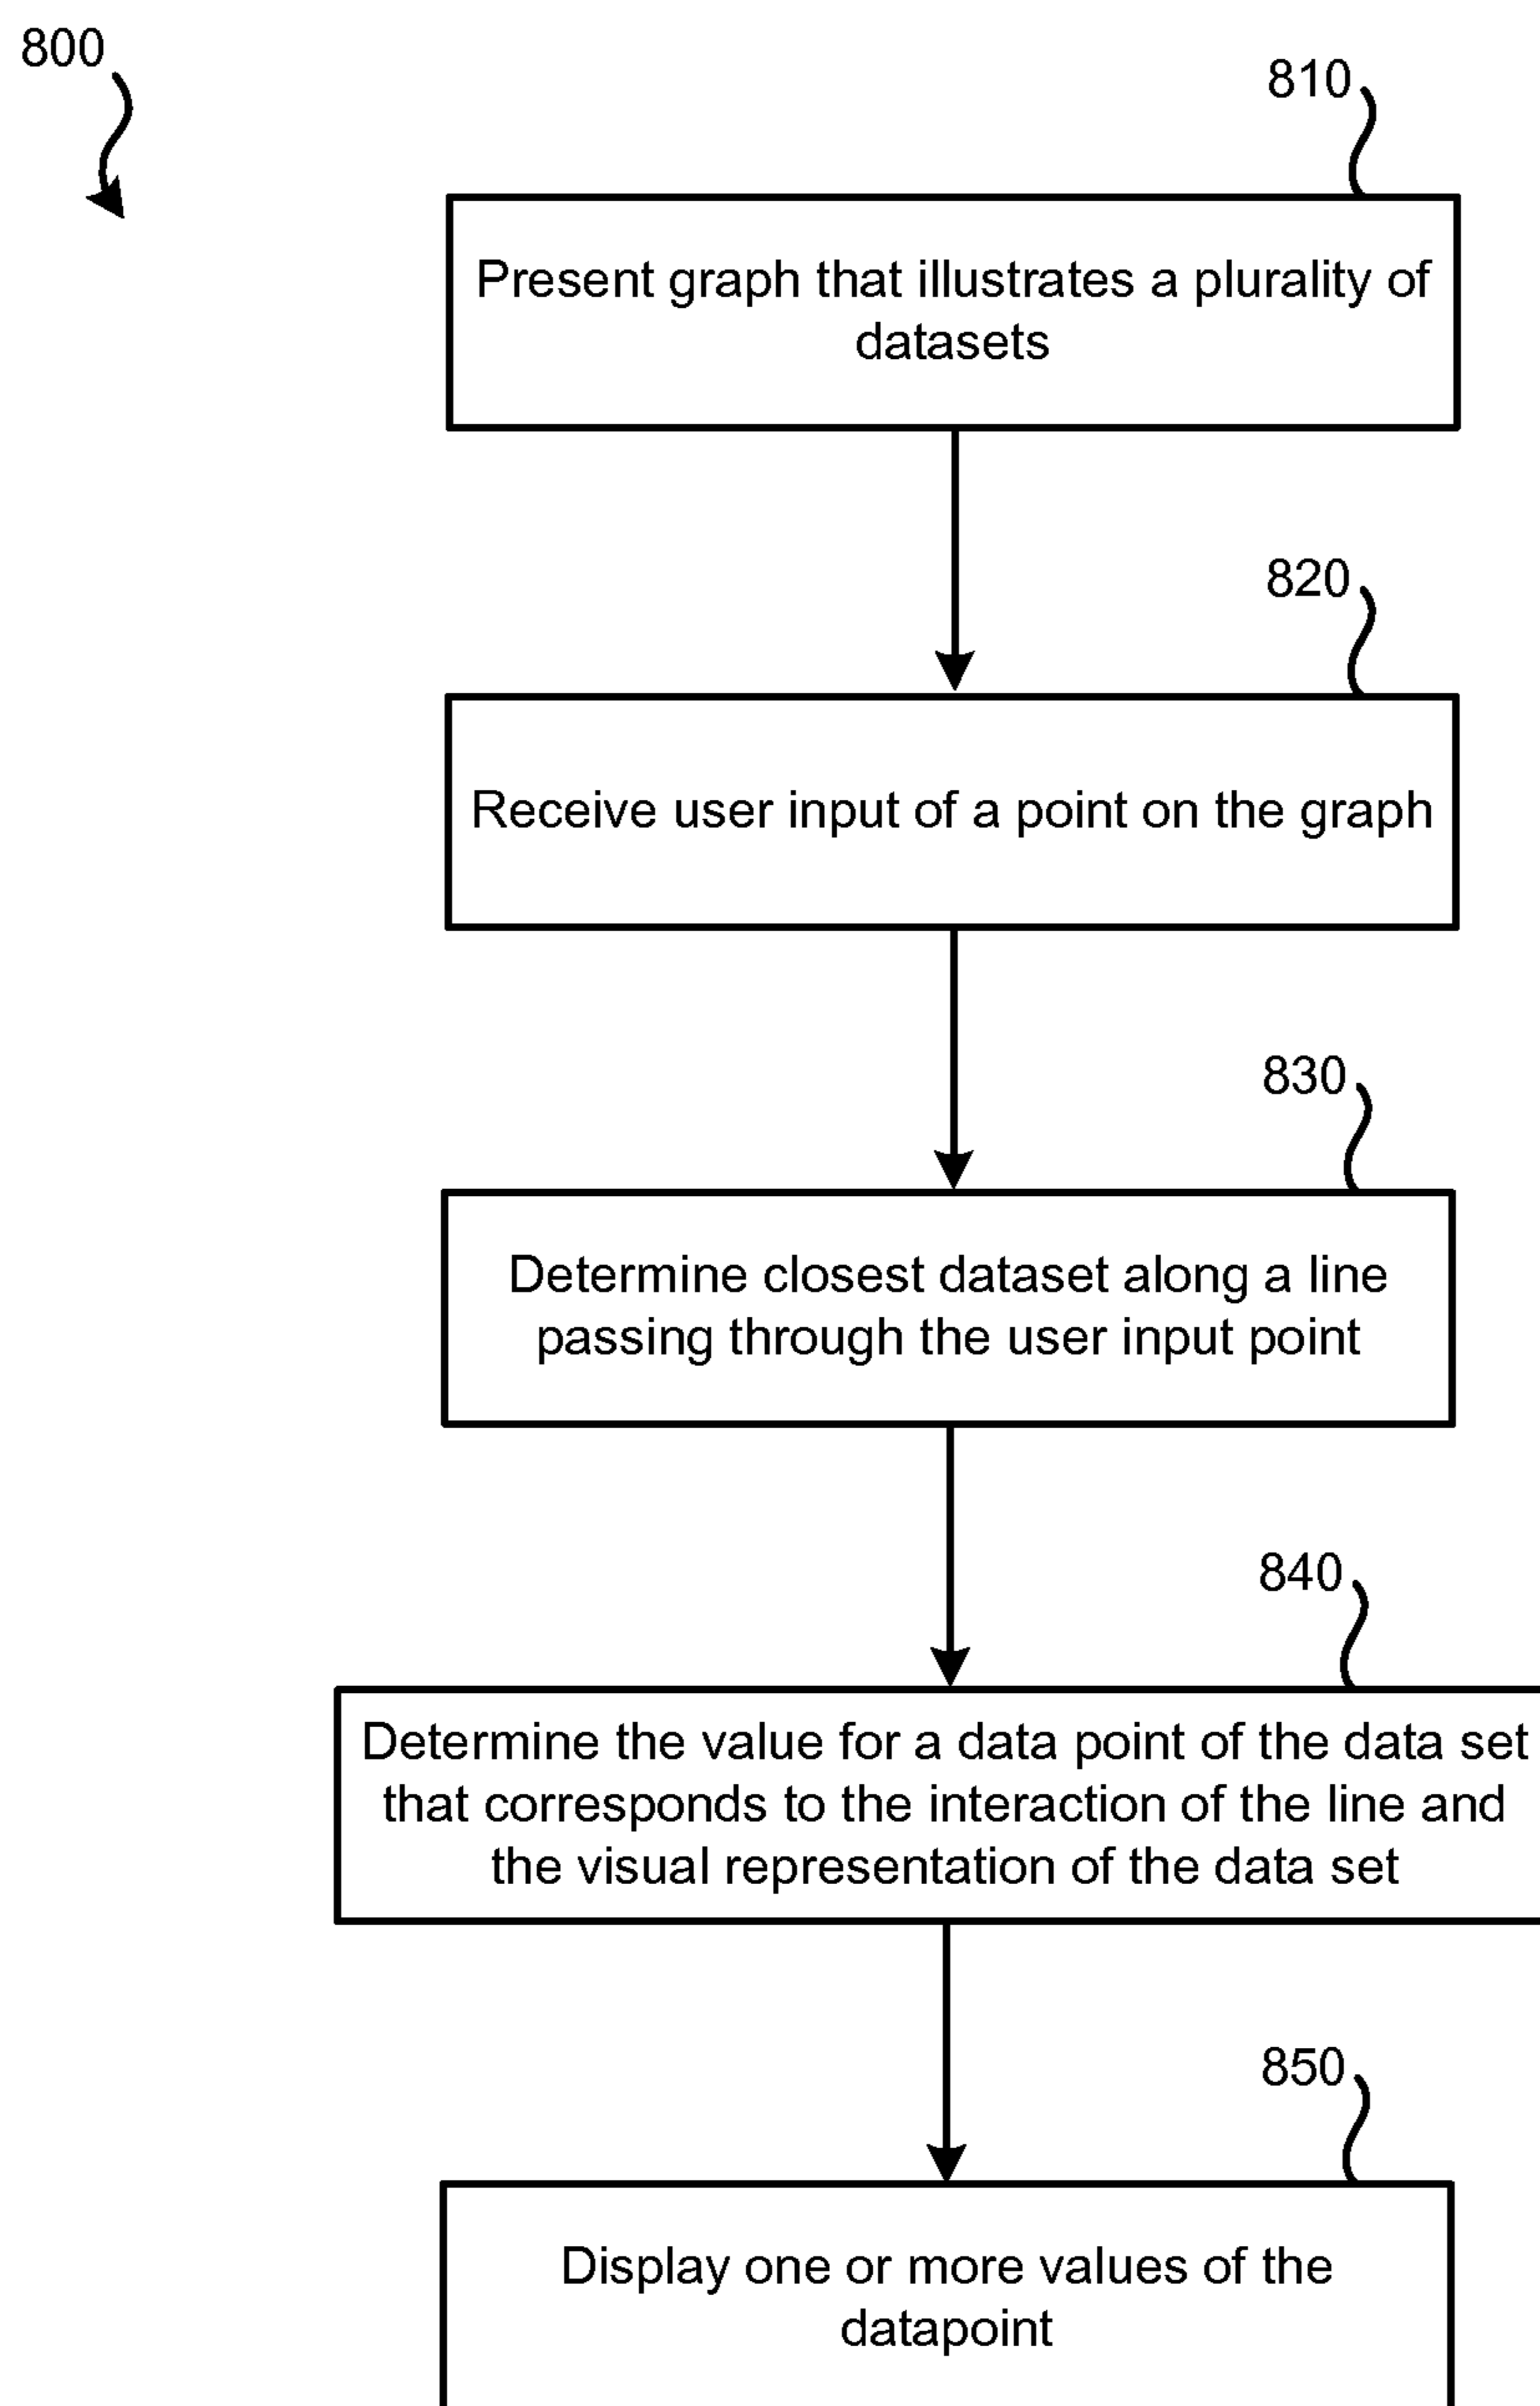 800
810
Present graph that illustrates a plurality of
datasets
820
Receive user input of a point on the graph
830
Determine closest dataset along a line
passing through the user input point
840
Determine the value for a data point of the data set
that corresponds to the interaction of the line and
the visual representation of the data set
850
Display one or more values of the
datapoint